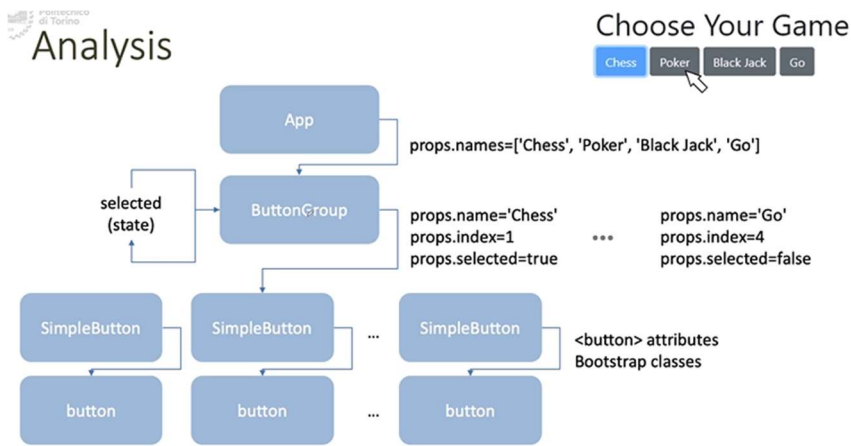 Politecnico
di Torino
Analysis
Choose Your Game
Chess Poker Black Jack Go
App
props.names=['Chess', 'Poker', 'Black Jack', 'Go']
selected
(state)
ButtonGroup
props.name='Chess'
props.index=1
props.selected=true
...
props.name='Go'
props.index=4
props.selected=false
SimpleButton SimpleButton ... SimpleButton
<button> attributes
Bootstrap classes
button button ... button